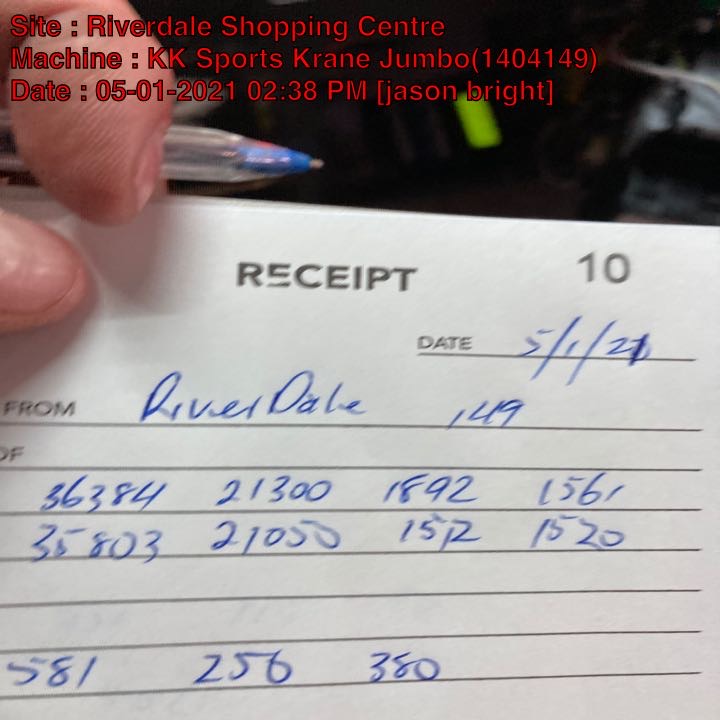 Site : Riverdale Shopping Centre
Machine : KK Sports Krane Jumbo(1404149)
Date : 05-01-2021 02:38 PM [jason bright]
RECEIPT 10
DATE 5/1/21
FROM RiverDale 149
OF
36384 21300 1892 1561
35803 21050 1512 1520
581 250 380